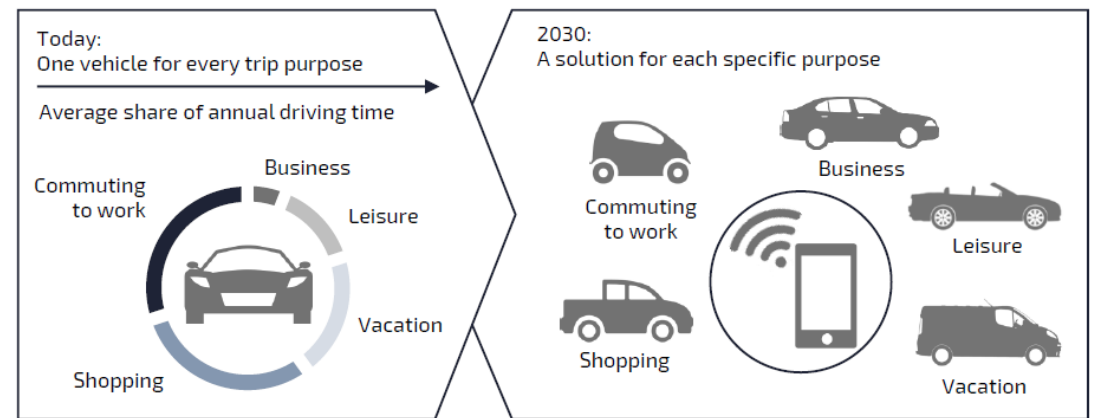 Today:
One vehicle for every trip purpose
Average share of annual driving time
Business
Commuting
to work
Leisure
Vacation
Shopping
2030:
A solution for each specific purpose
Business
Commuting
to work
Leisure
Shopping
Vacation